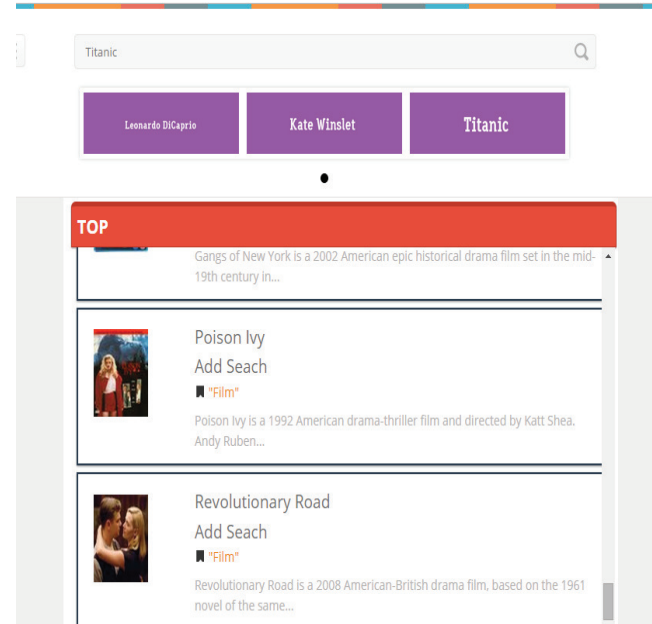 Titanic
Leonardo DiCaprio
Kate Winslet
Titanic
TOP
Gangs of New York is a 2002 American epic historical drama film set in the mid-
19th century in...
Poison Ivy
Add Seach
"Film"
Poison Ivy is a 1992 American drama-thriller film and directed by Katt Shea.
Andy Ruben...
Revolutionary Road
Add Seach
"Film"
Revolutionary Road is a 2008 American-British drama film, based on the 1961
novel of the same...